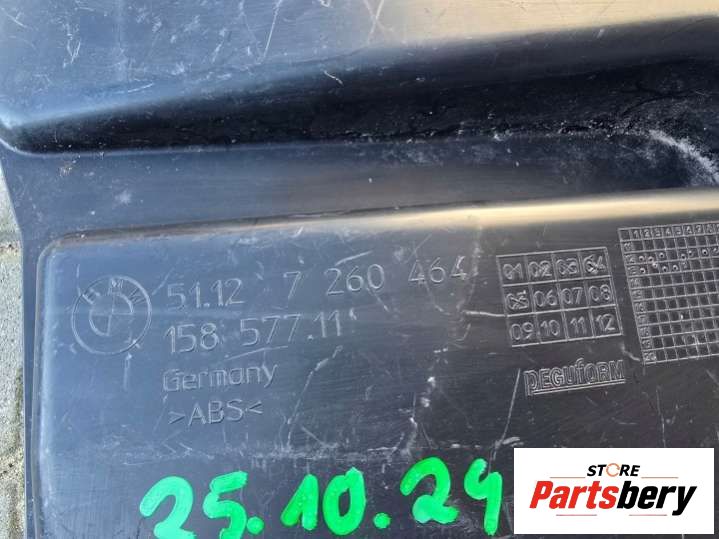 BMW
51.12 7 260 464
158 577.11
Germany
>ABS<
01 02 03 04
05 06 07 08
09 10 11 12
PEGUFORM
25.10.24
STORE
Partsbery